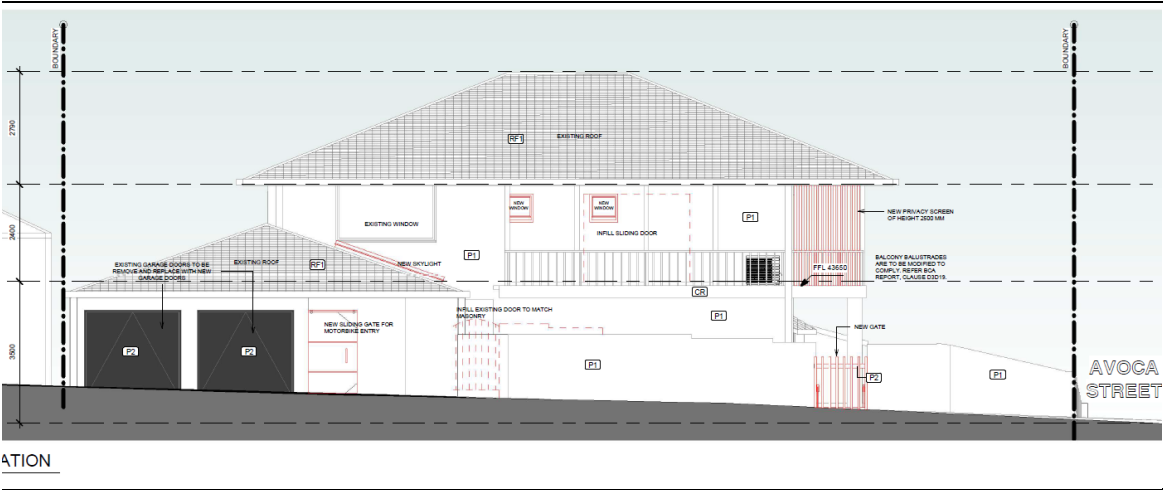 BOUNDARY
BOUNDARY
2790
RF1
EXISTING ROOF
2400
NEW
WINDOW
NEW
WINDOW
P1
NEW PRIVACY SCREEN
OF HEIGHT 2500 MM
EXISTING WINDOW
INFILL SLIDING DOOR
P1
EXISTING GARAGE DOORS TO BE
REMOVE AND REPLACE WITH NEW
GARAGE DOORS
EXISTING ROOF
RF1
NEW SKYLIGHT
FFL 43650
BALCONY BALUSTRADES
ARE TO BE MODIFIED TO
COMPLY. REFER BCA
REPORT, CLAUSE D3D19.
CR
3500
INFILL EXISTING DOOR TO MATCH
MASONRY
P1
NEW SLIDING GATE FOR
MOTORBIKE ENTRY
NEW GATE
P2
P2
P1
P2
P1
AVOCA
STREET
ATION